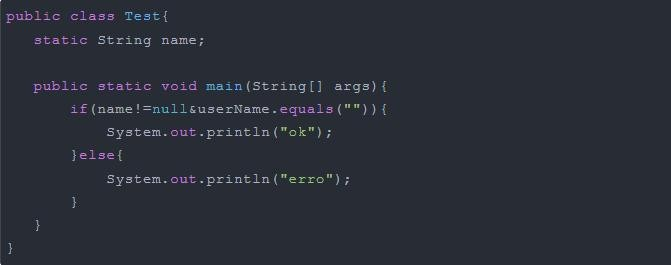 public class Test{
static String name;
public static void main(String[] args){
if(name!=null&userName.equals("")){
System.out.println("ok");
}else{
System.out.println("erro");
}
}
}